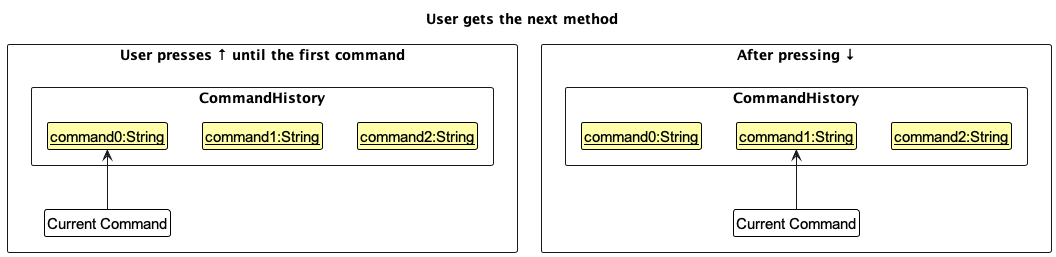 User gets the next method
User presses ↑ until the first command
CommandHistory
command0:String
command1:String
command2:String
Current Command
After pressing ↓
CommandHistory
command0:String
command1:String
command2:String
Current Command